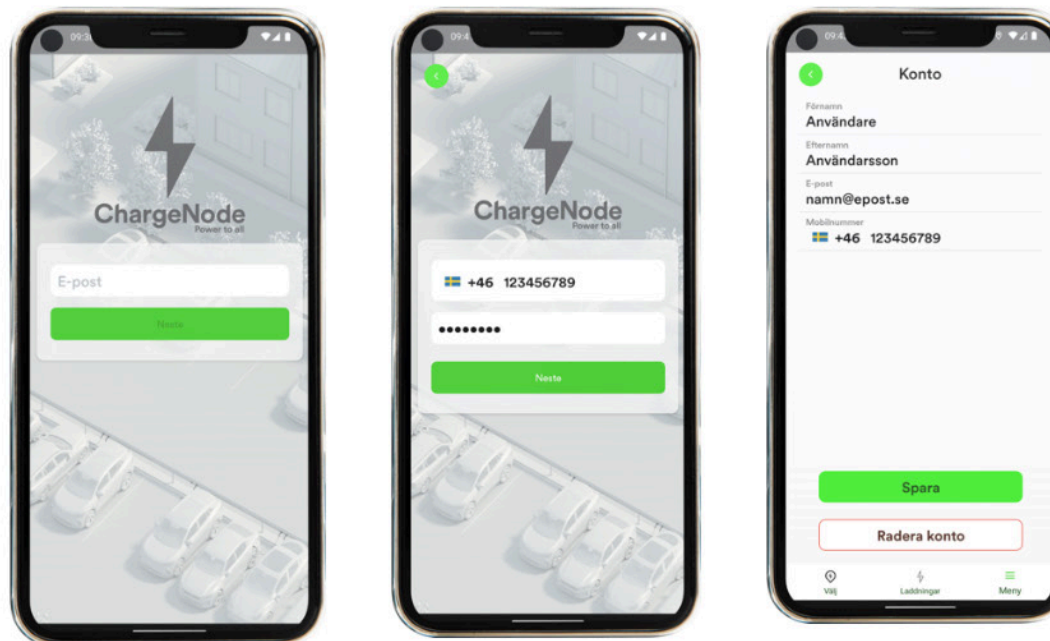 ChargeNode
Power to all
E-post
Neste
ChargeNode
Power to all
+46 123456789
••••••••
Neste
Konto
Förnamn
Användare
Efternamn
Användarsson
E-post
namn@epost.se
Mobilnummer
+46 123456789
Spara
Radera konto
Välj
Laddningar
Meny